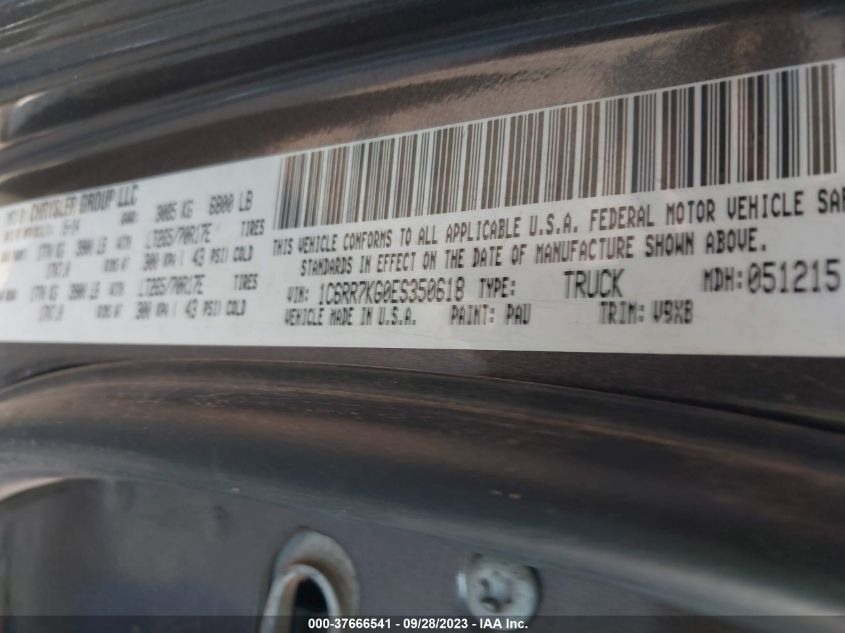 CHRYSLER GROUP LLC
3085 KG 6800 LB
LT265/70R17E TIRES
300 KPA ( 43 PSI) COLD
LT265/70R17E TIRES
300 KPA ( 43 PSI) COLD
THIS VEHICLE CONFORMS TO ALL APPLICABLE U.S.A. FEDERAL MOTOR VEHICLE SAF
STANDARDS IN EFFECT ON THE DATE OF MANUFACTURE SHOWN ABOVE.
VIN: 1C6RR7KG0ES350618 TYPE: TRUCK MDH: 051215
VEHICLE MADE IN U.S.A. PAINT: PAU TRIM: V9XB
000-37666541 / 09/28/2023 / IAA Inc.